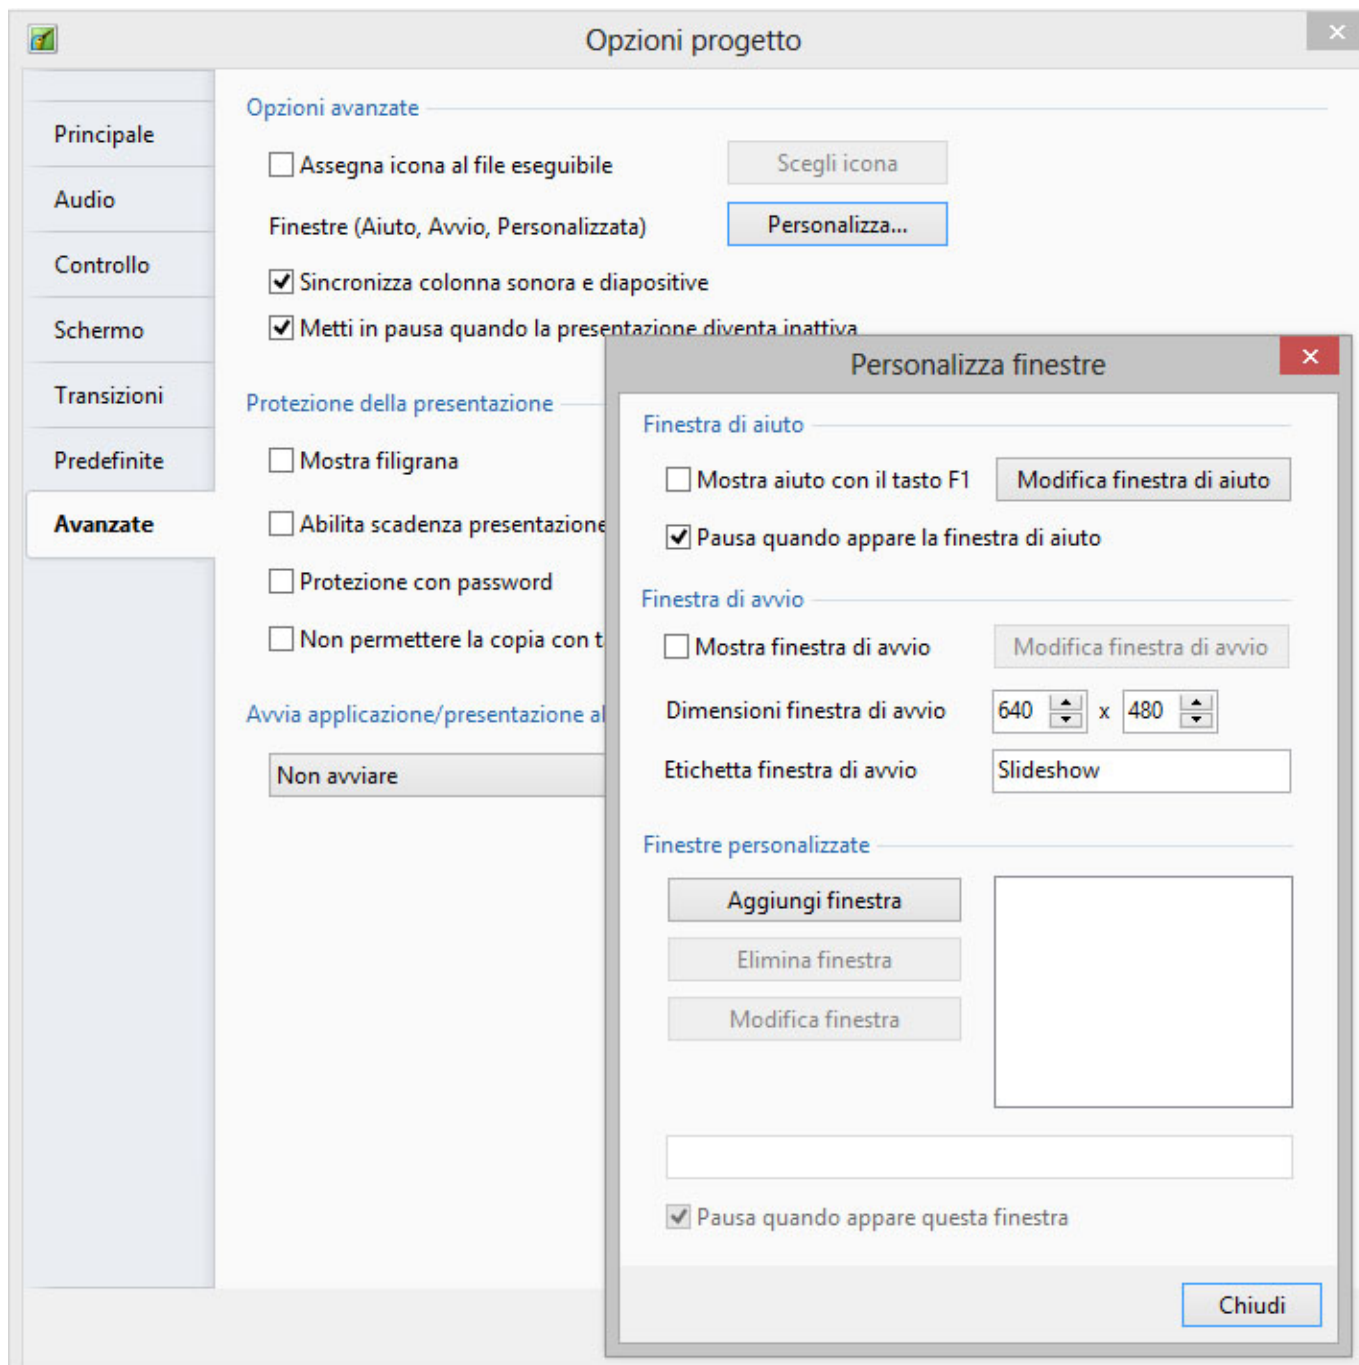 Opzioni progetto
Principale
Audio
Controllo
Schermo
Transizioni
Predefinite
Avanzate
Opzioni avanzate
Assegna icona al file eseguibile
Scegli icona
Finestre (Aiuto, Avvio, Personalizzata)
Personalizza...
Sincronizza colonna sonora e diapositive
Metti in pausa quando la presentazione diventa inattiva
Protezione della presentazione
Mostra filigrana
Abilita scadenza presentazione
Protezione con password
Non permettere la copia con
Avvia applicazione/presentazione
Non avviare
Personalizza finestre
Finestra di aiuto
Mostra aiuto con il tasto F1
Modifica finestra di aiuto
Pausa quando appare la finestra di aiuto
Finestra di avvio
Mostra finestra di avvio
Modifica finestra di avvio
Dimensioni finestra di avvio
640 x 480
Etichetta finestra di avvio
Slideshow
Finestre personalizzate
Aggiungi finestra
Elimina finestra
Modifica finestra
Pausa quando appare questa finestra
Chiudi